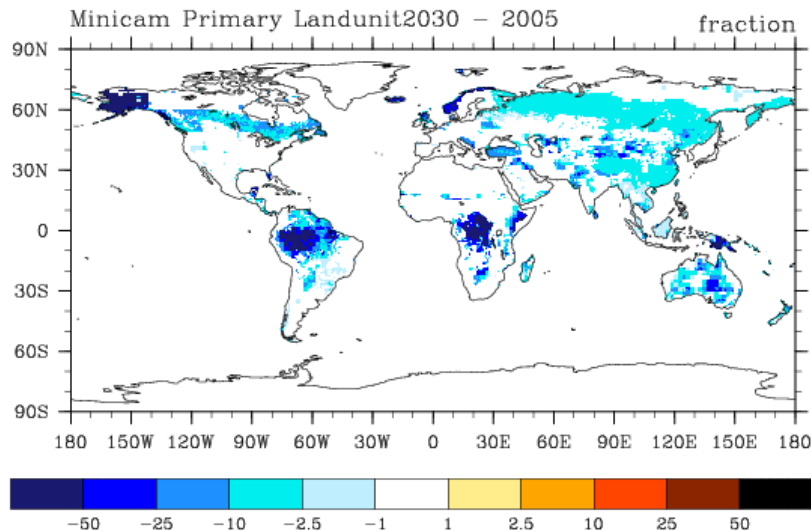 Minicam Primary Landunit2030 - 2005
fraction
90N
60N
30N
0
30S
60S
90S
180 150W 120W 90W 60W 30W 0 30E 60E 90E 120E 150E 180
-50 -25 -10 -2.5 -1 1 2.5 10 25 50